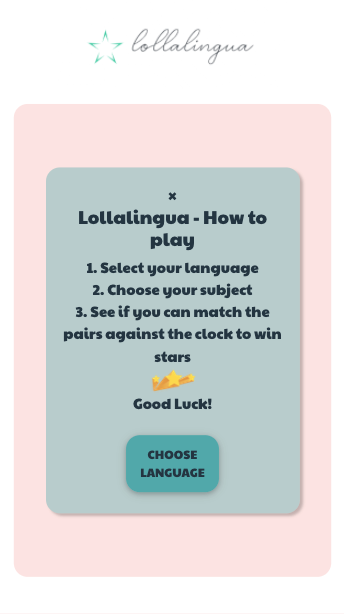 lollalingua
×
Lollalingua - How to
play
1. Select your language
2. Choose your subject
3. See if you can match the
pairs against the clock to win
stars
Good Luck!
CHOOSE
LANGUAGE